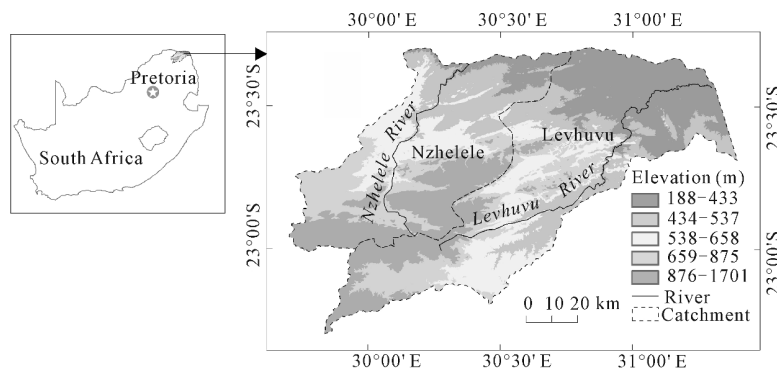 30°00'E 30°30'E 31°00'E
Pretoria
South Africa
23°30'S
23°00'S
Nzhelele River
Nzhelele
Levhuvu
Levhuvu River
Elevation (m)
188-433
434-537
538-658
659-875
876-1701
River
Catchment
0 10 20 km
23°30'S
23°00'S
30°00'E 30°30'E 31°00'E